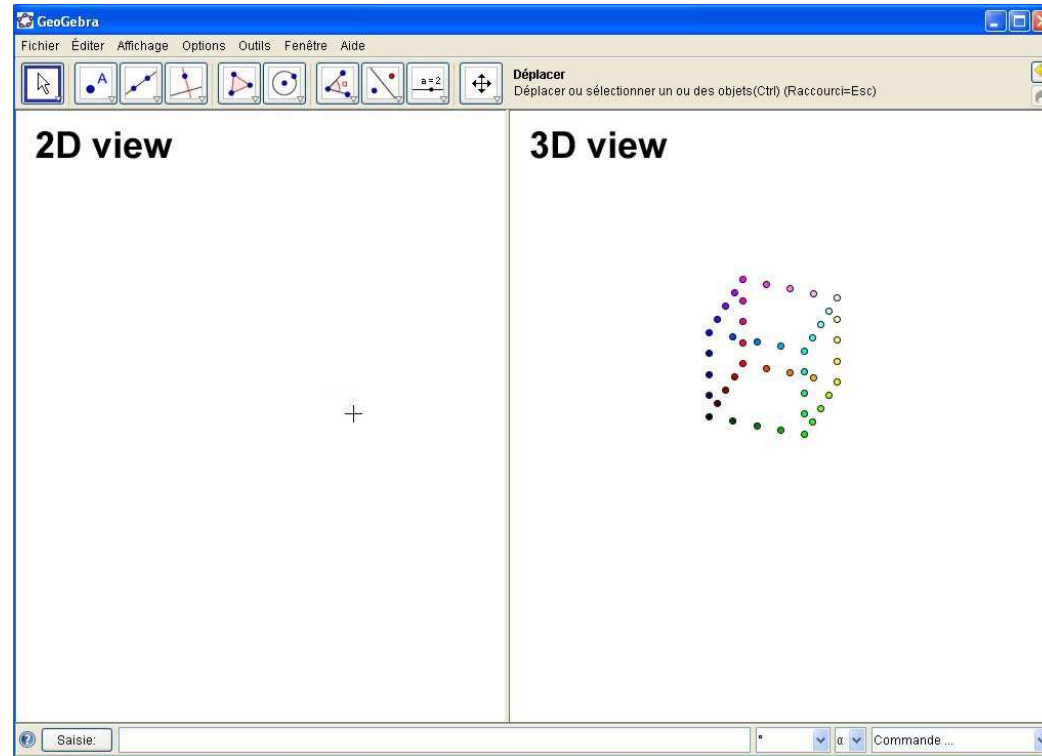 GeoGebra
Fichier Éditer Affichage Options Outils Fenêtre Aide
A
α
a=2
Déplacer
Déplacer ou sélectionner un ou des objets(Ctrl) (Raccourci=Esc)
2D view
3D view
Saisie:
°
α
Commande ...